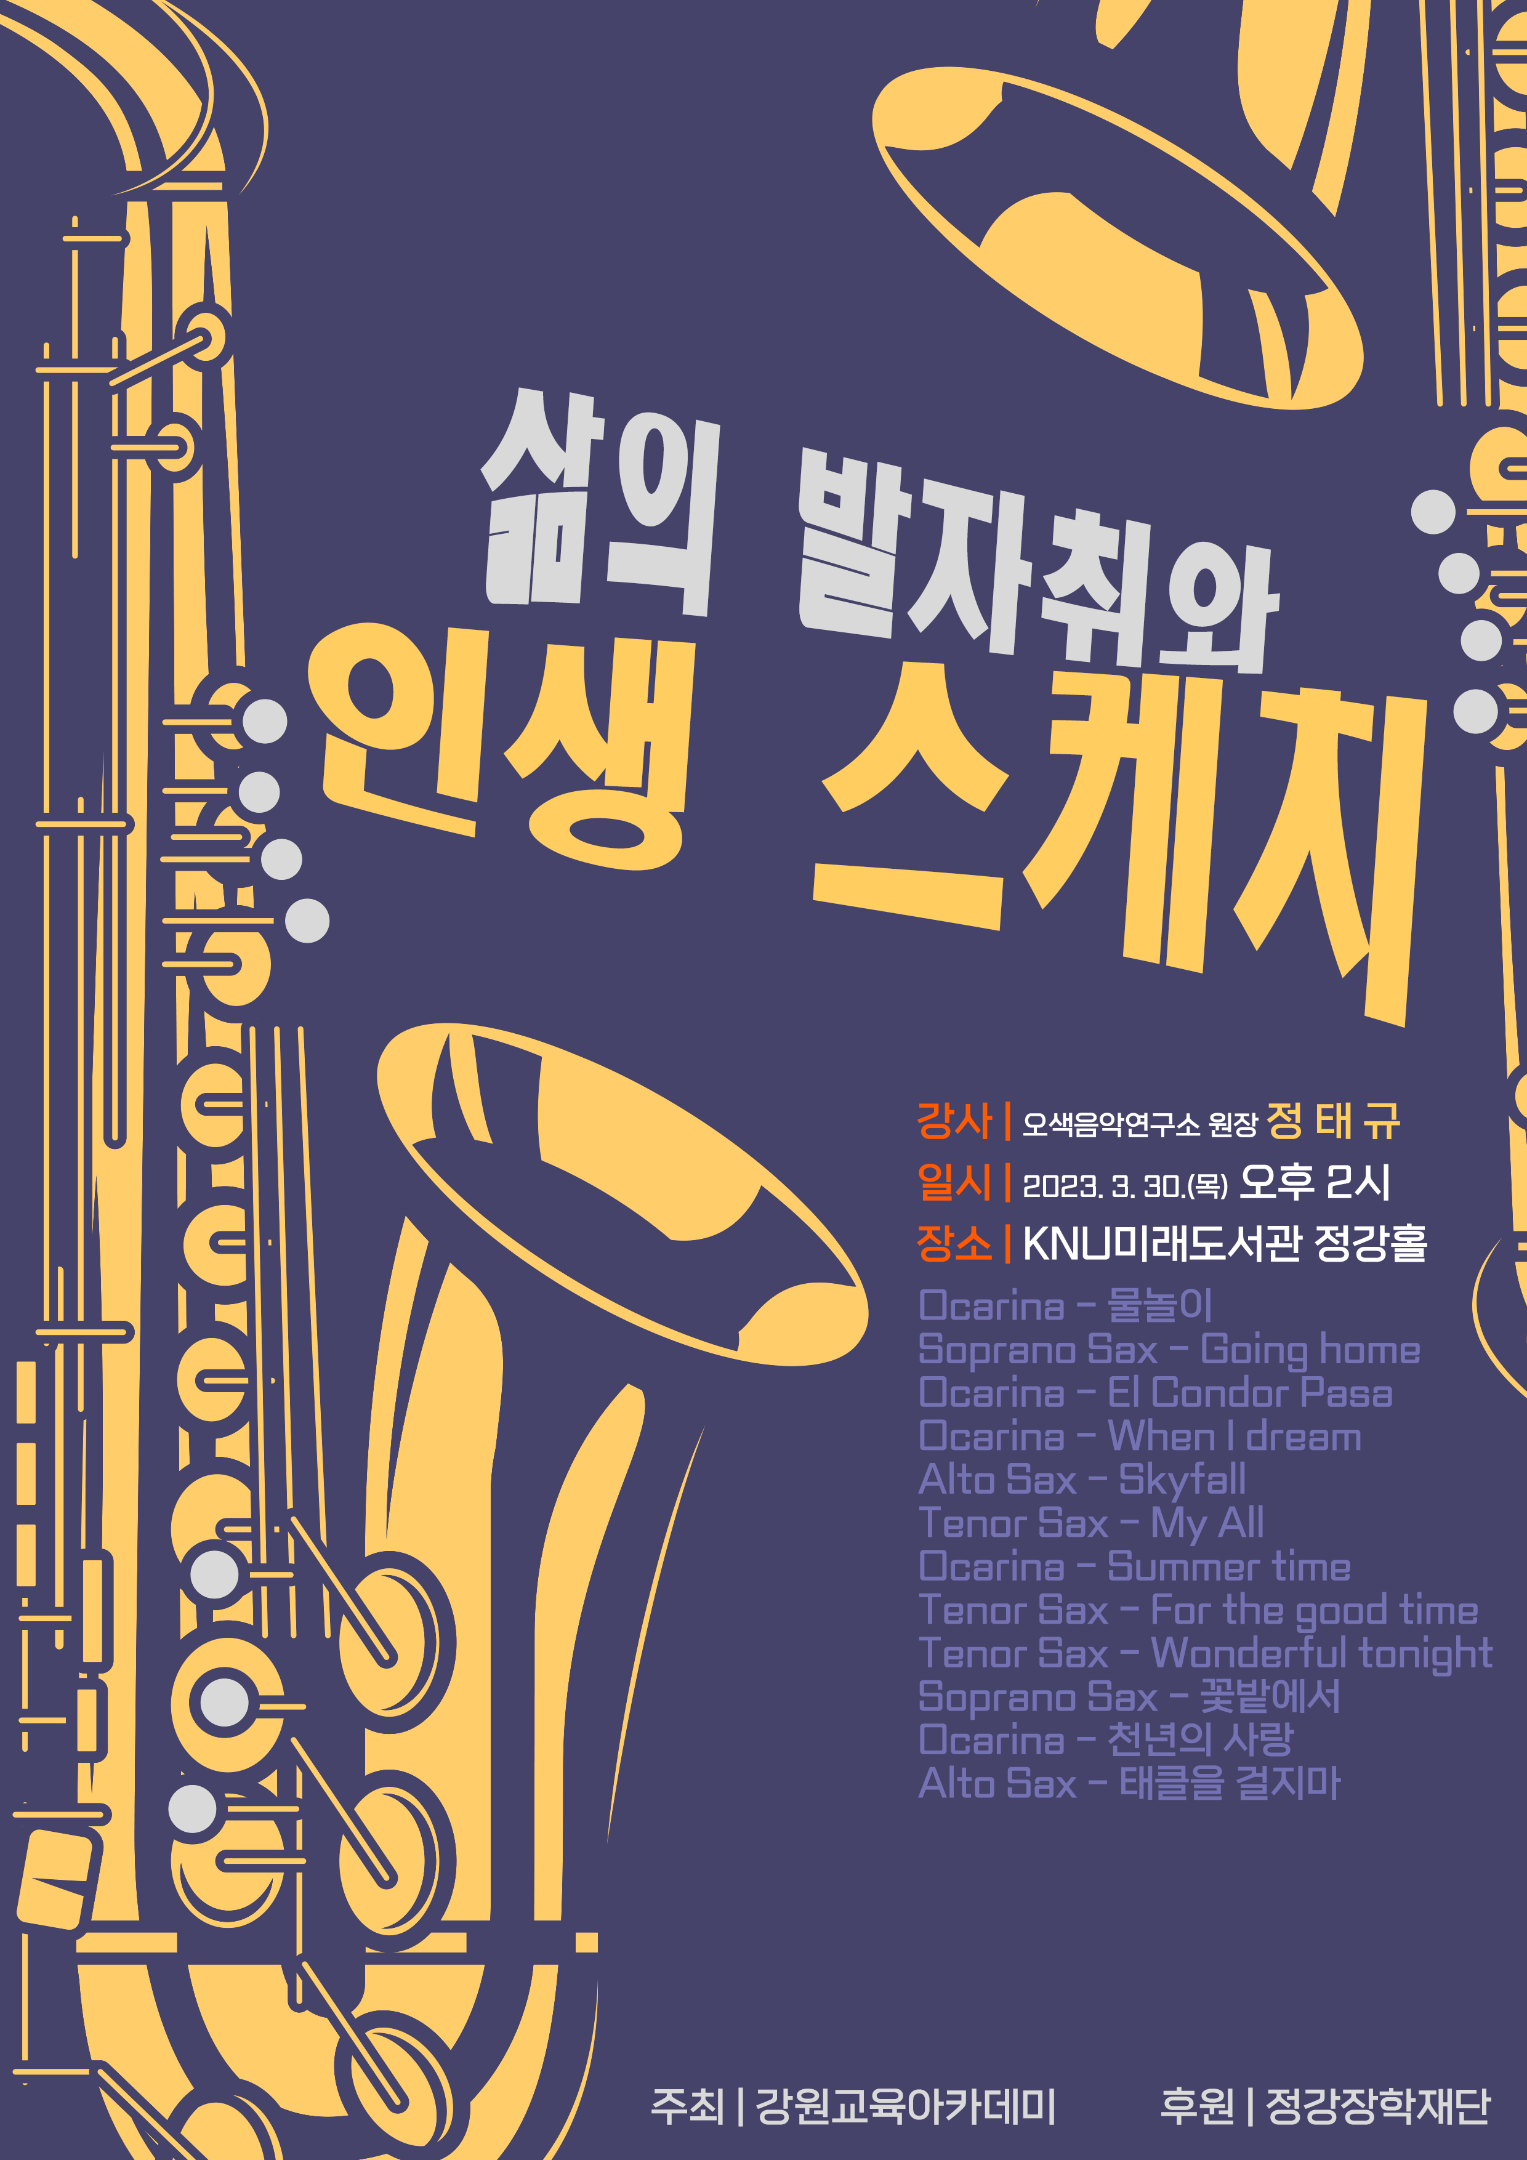 삶의 발자취와
인생 스케치
강사 | 오색음악연구소 원장 정 태 규
일시 | 2023. 3. 30.(목) 오후 2시
장소 | KNU미래도서관 정강홀
Ocarina – 물놀이
Soprano Sax – Going home
Ocarina – El Condor Pasa
Ocarina – When I dream
Alto Sax – Skyfall
Tenor Sax – My All
Ocarina – Summer time
Tenor Sax – For the good time
Tenor Sax – Wonderful tonight
Soprano Sax – 꽃밭에서
Ocarina – 천년의 사랑
Alto Sax – 태클을 걸지마
주최 | 강원교육아카데미 후원 | 정강장학재단